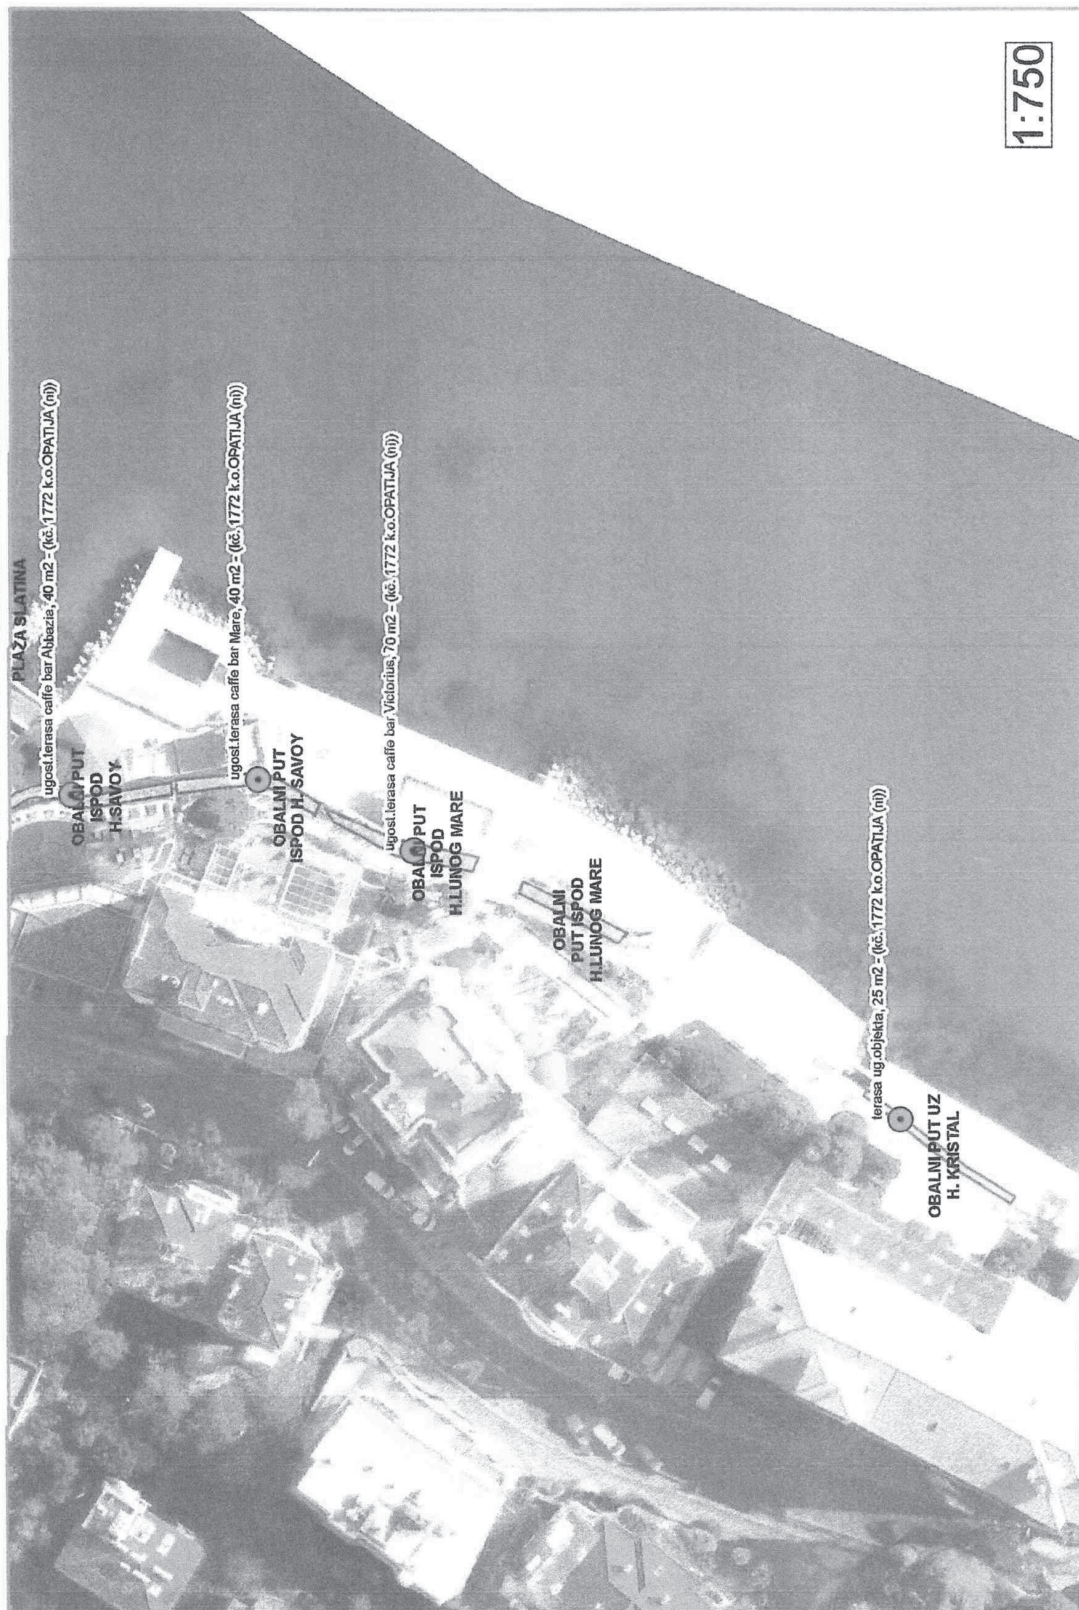 PLAŽA SLATINA
ugost.terasa caffe bar Abbazia, 40 m2 - (kč. 1772 k.o.OPATIJA (ni))
OBALNI PUT
ISPOD
H.SAVOY
ugost.terasa caffe bar Mare, 40 m2 - (kč. 1772 k.o.OPATIJA (ni))
OBALNI PUT
ISPOD H. SAVOY
ugost.terasa caffe bar Victorius, 70 m2 - (kč. 1772 k.o.OPATIJA (ni))
OBALNI PUT
ISPOD
H.LUNOG MARE
OBALNI
PUT ISPOD
H.LUNOG MARE
terasa ug.objekta, 25 m2 - (kč. 1772 k.o.OPATIJA (ni))
OBALNI PUT UZ
H. KRISTAL
1:750